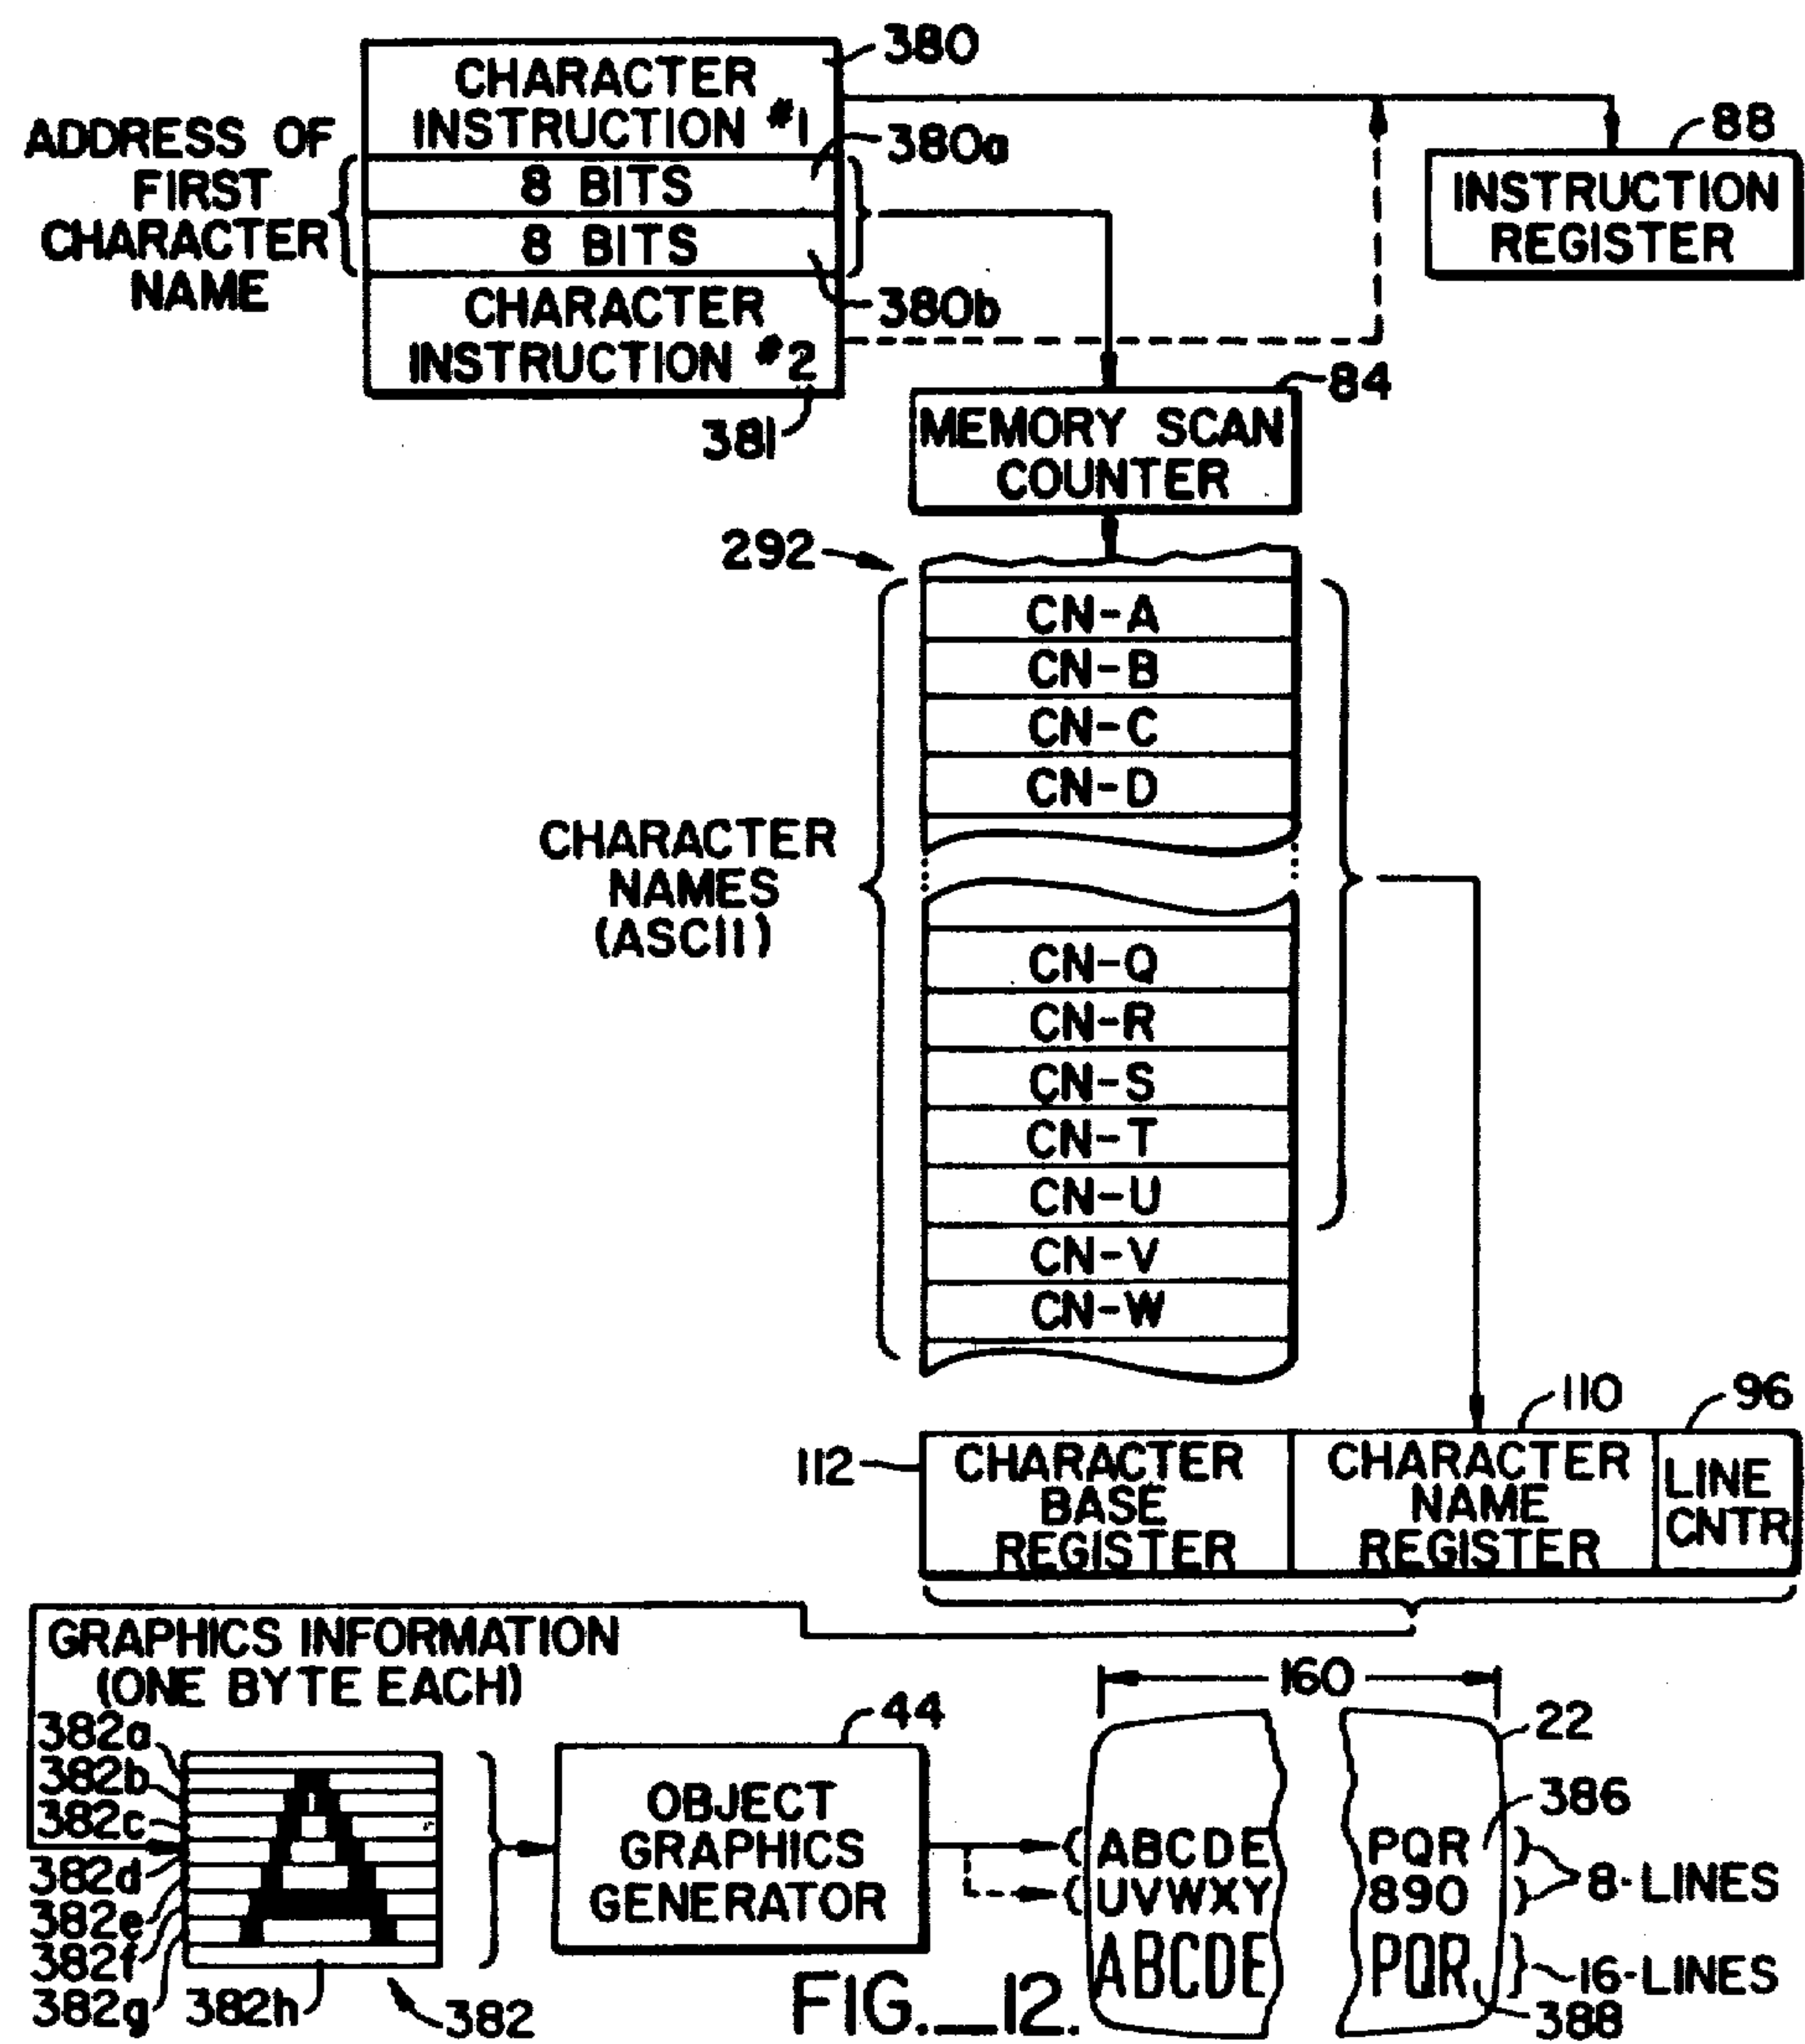 380
CHARACTER
INSTRUCTION #1
ADDRESS OF
FIRST
CHARACTER
NAME
380a
8 BITS
8 BITS
380b
CHARACTER
INSTRUCTION #2
381
88
INSTRUCTION
REGISTER
84
MEMORY SCAN
COUNTER
292
CN-A
CN-B
CN-C
CN-D
CHARACTER
NAMES
(ASCII)
CN-Q
CN-R
CN-S
CN-T
CN-U
CN-V
CN-W
110
96
112
CHARACTER
BASE
REGISTER
CHARACTER
NAME
REGISTER
LINE
CNTR
GRAPHICS INFORMATION
(ONE BYTE EACH)
382a
382b
382c
382d
382e
382f
382g
382h
382
44
OBJECT
GRAPHICS
GENERATOR
160
22
386
ABCDE
PQR
UVWXY
890
8-LINES
ABCDE
PQR
16-LINES
388
FIG._12.